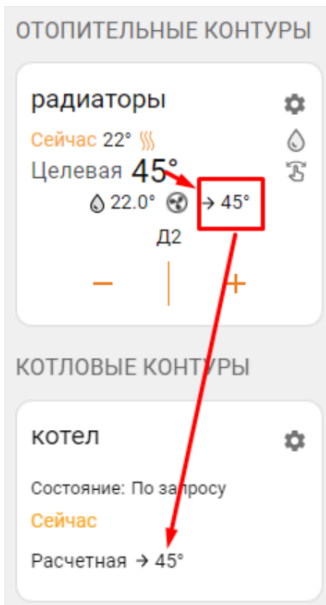 ОТОПИТЕЛЬНЫЕ КОНТУРЫ
радиаторы
Сейчас 22°
Целевая 45°
22.0° → 45°
Д2
− +
КОТЛОВЫЕ КОНТУРЫ
котел
Состояние: По запросу
Сейчас
Расчетная → 45°